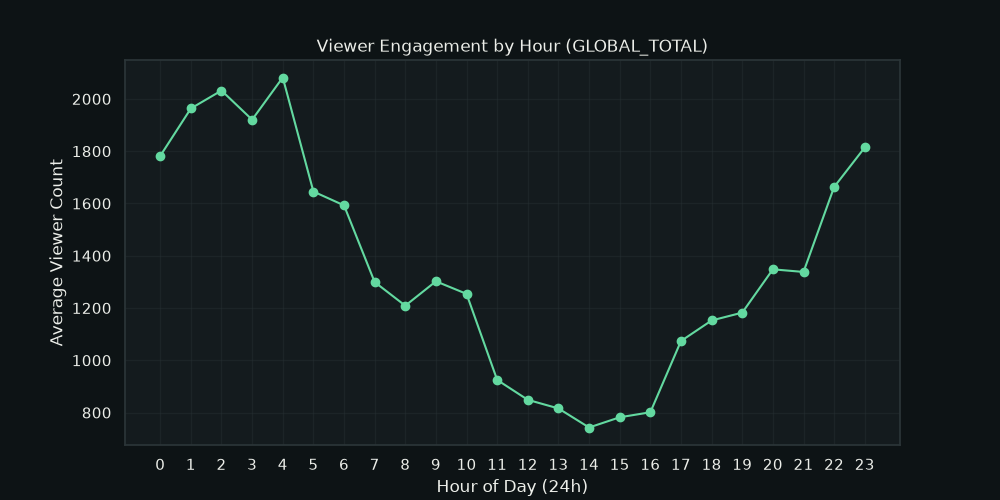 Viewer Engagement by Hour (GLOBAL_TOTAL)
Average Viewer Count
2000
1800
1600
1400
1200
1000
800
0 1 2 3 4 5 6 7 8 9 10 11 12 13 14 15 16 17 18 19 20 21 22 23
Hour of Day (24h)